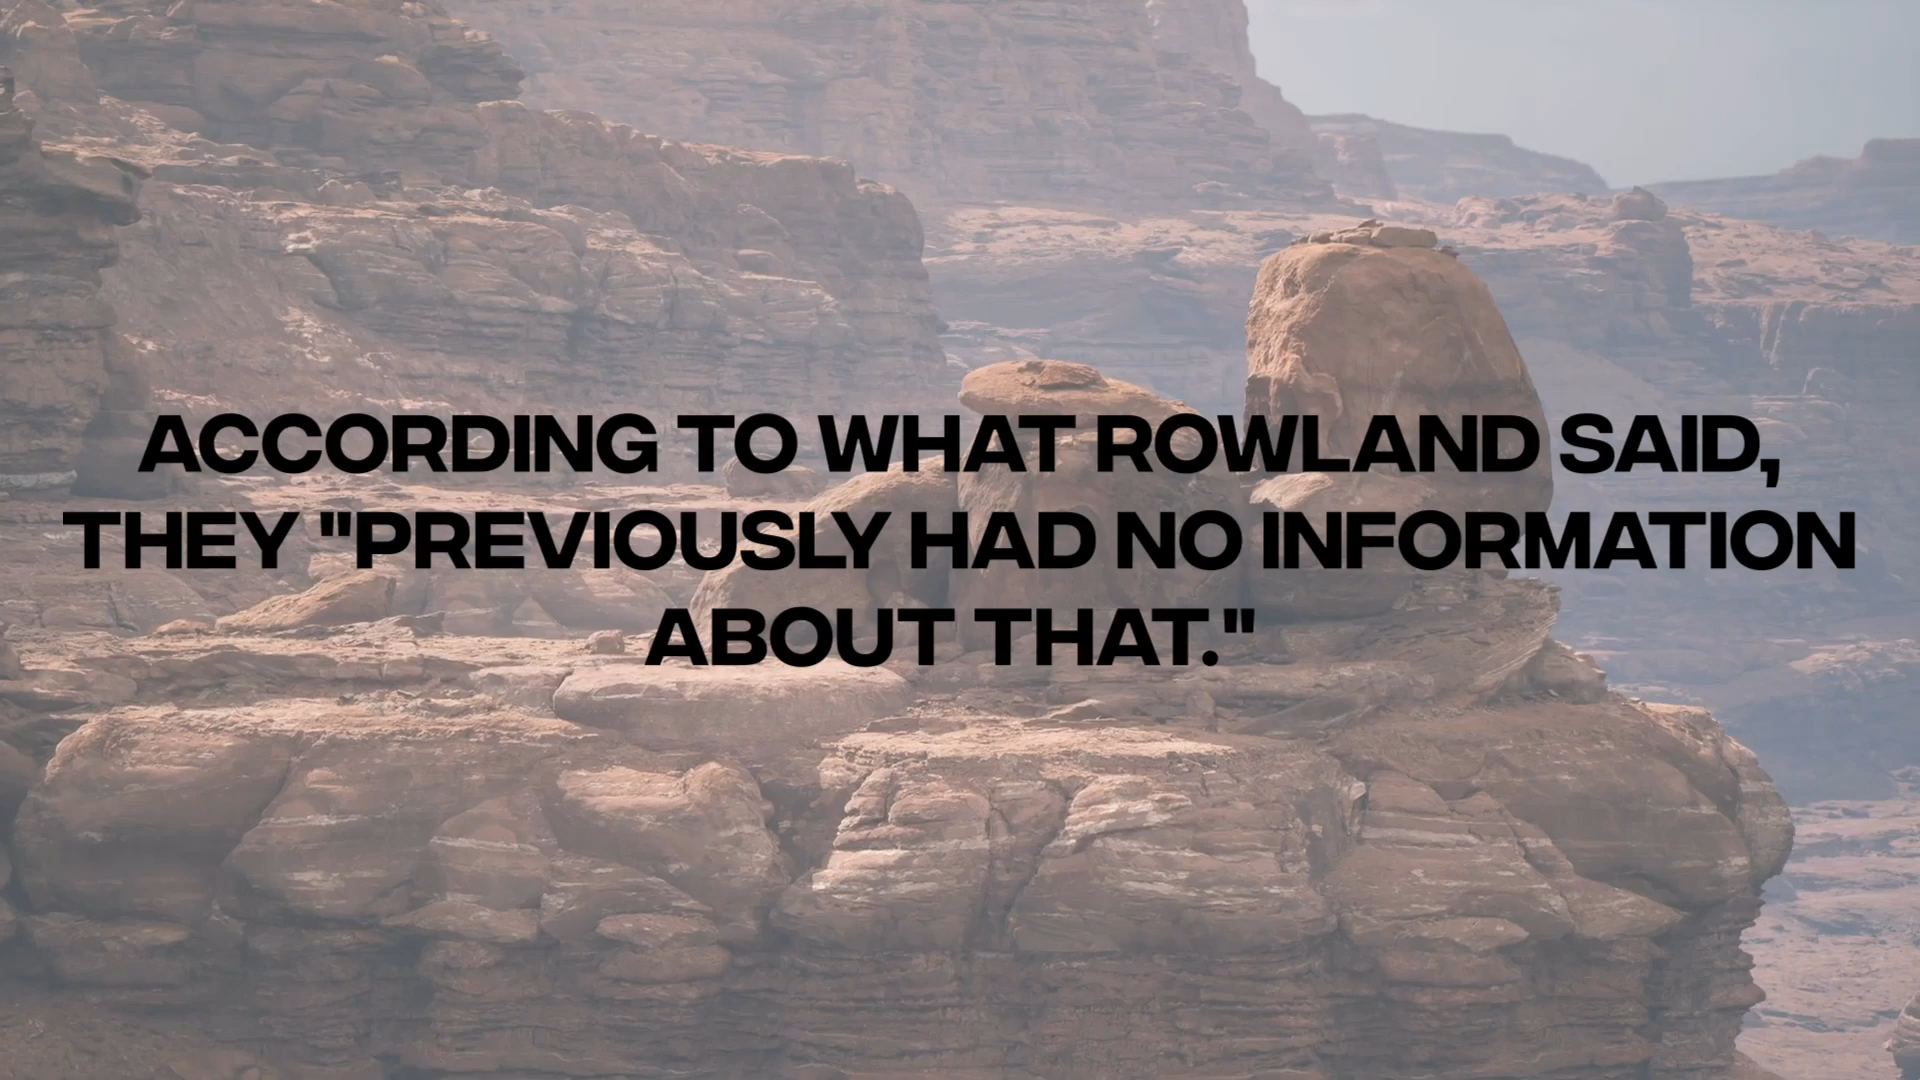 ACCORDING TO WHAT ROWLAND SAID,
THEY "PREVIOUSLY HAD NO INFORMATION
ABOUT THAT."